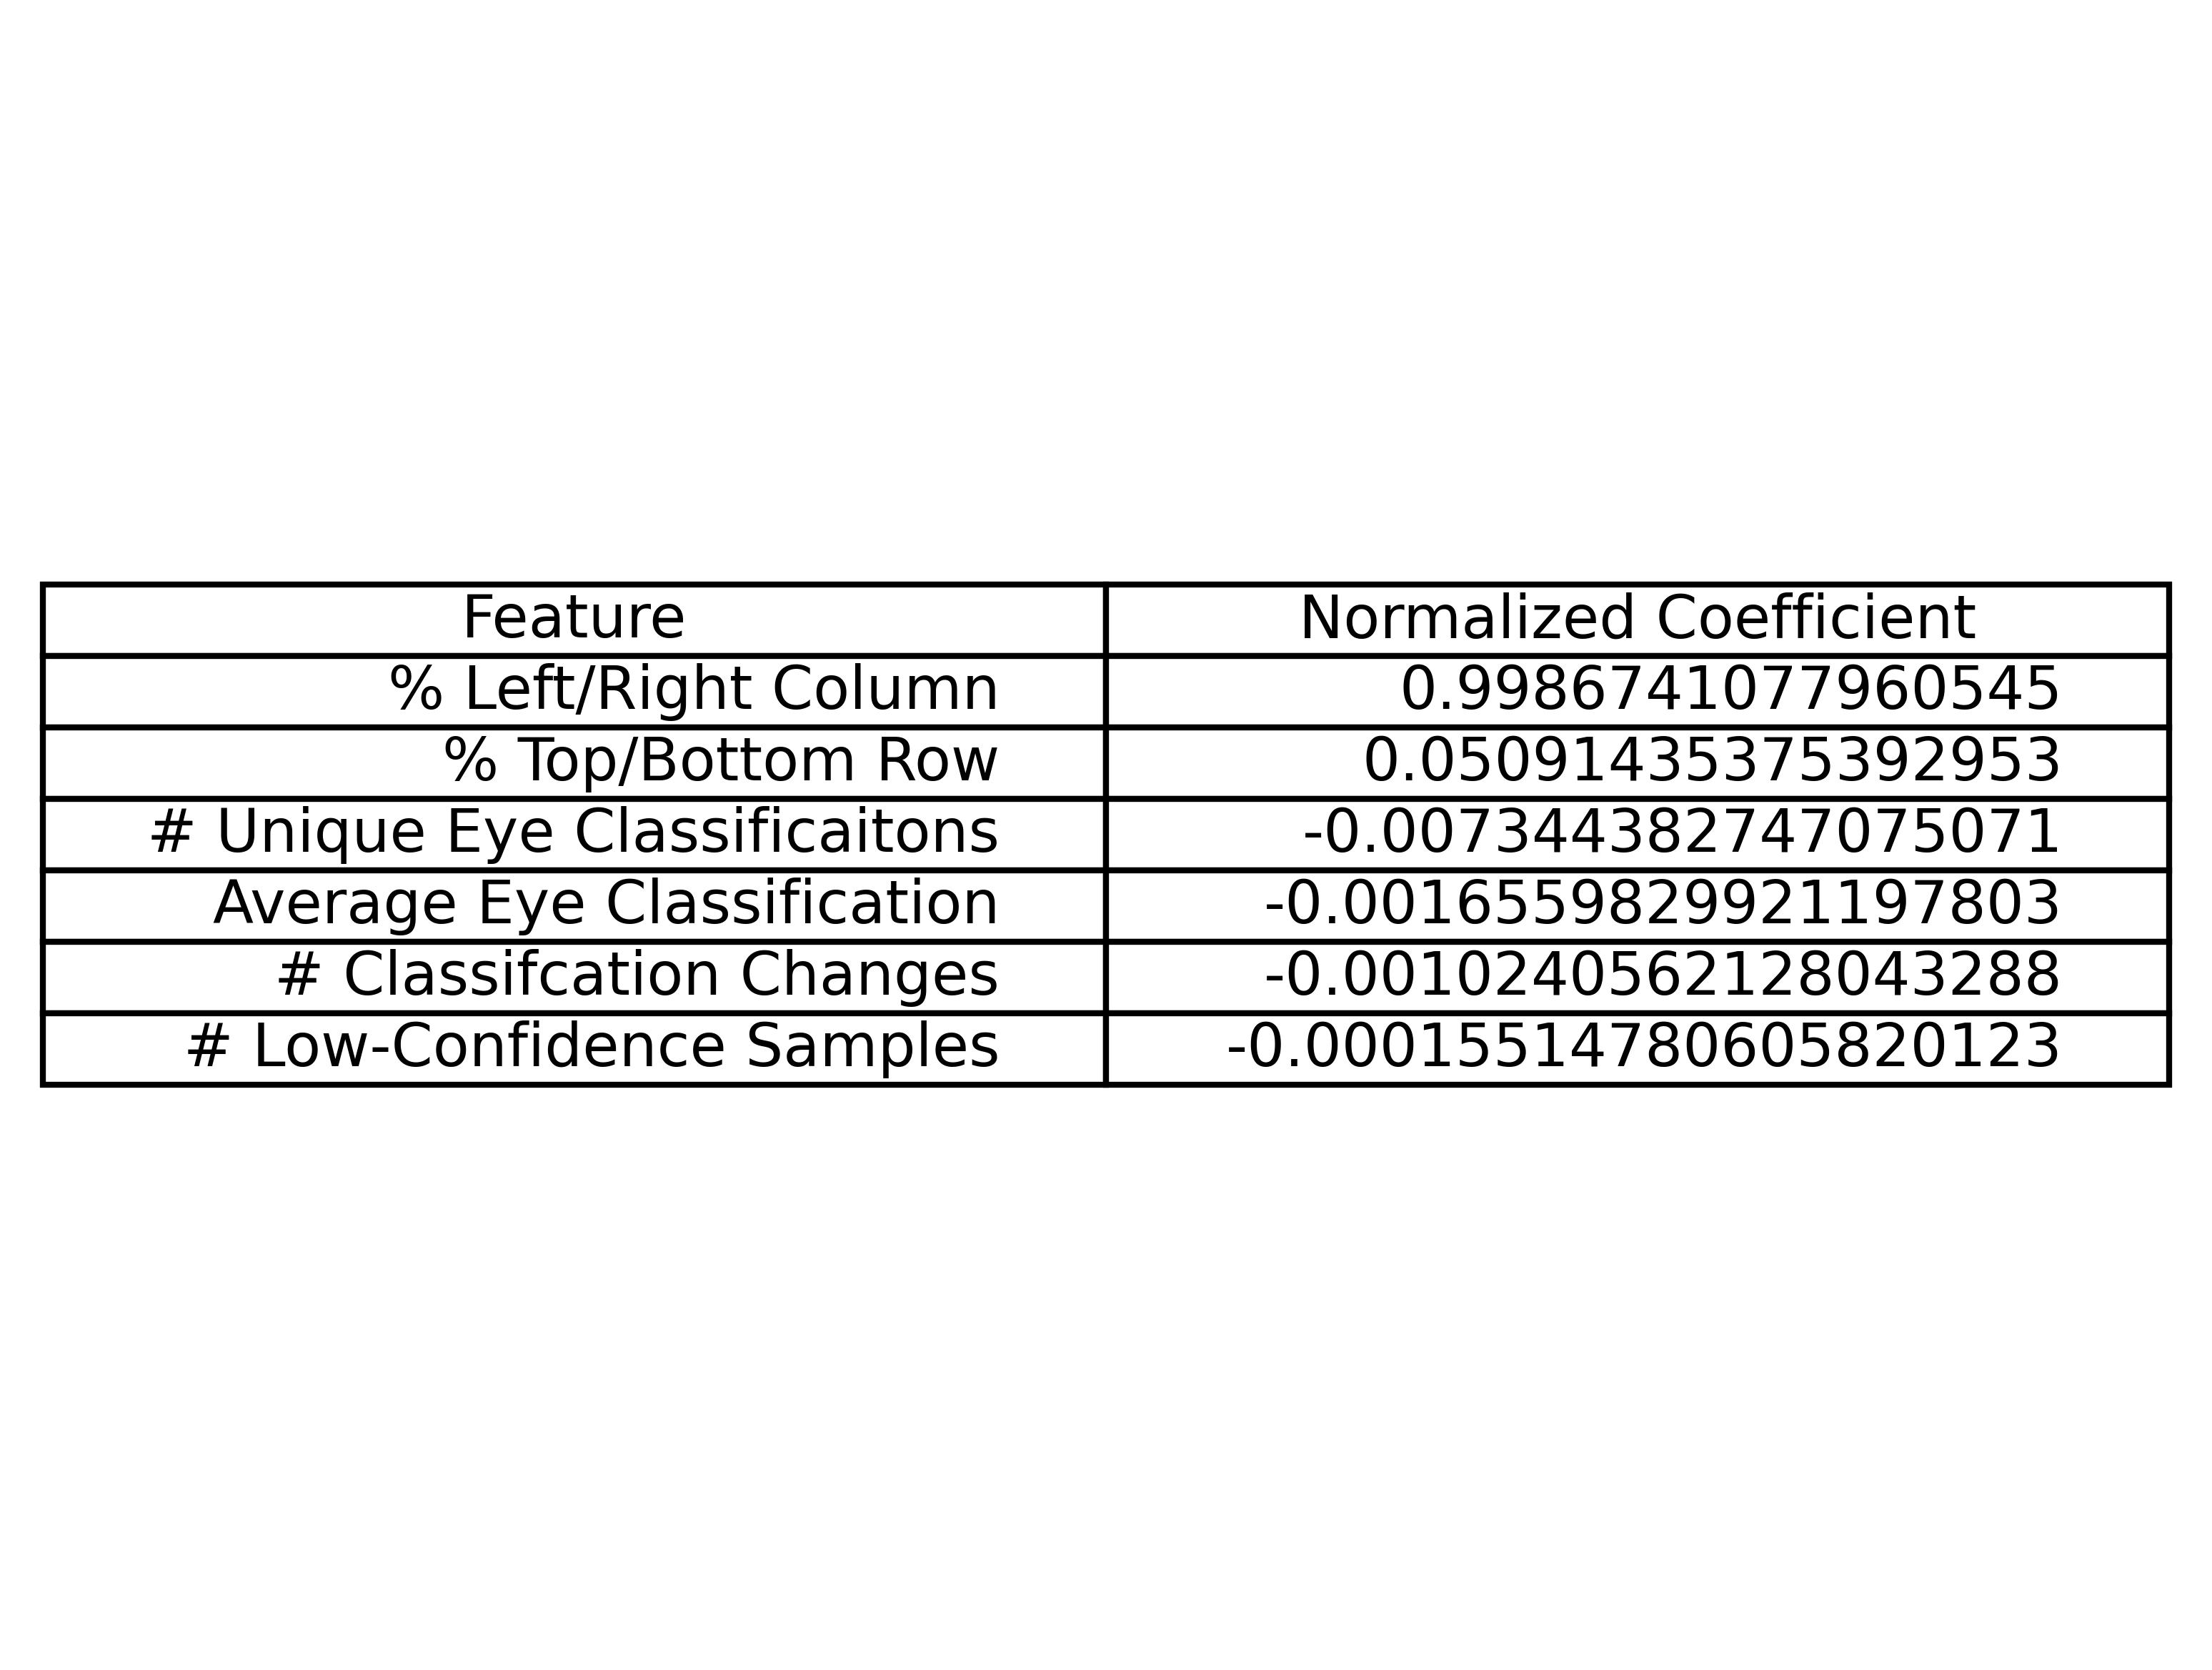 Feature Normalized Coefficient
% Left/Right Column 0.9986741077960545
% Top/Bottom Row 0.05091435375392953
# Unique Eye Classificaitons -0.007344382747075071
Average Eye Classification -0.0016559829921197803
# Classifcation Changes -0.0010240562128043288
# Low-Confidence Samples -0.00015514780605820123